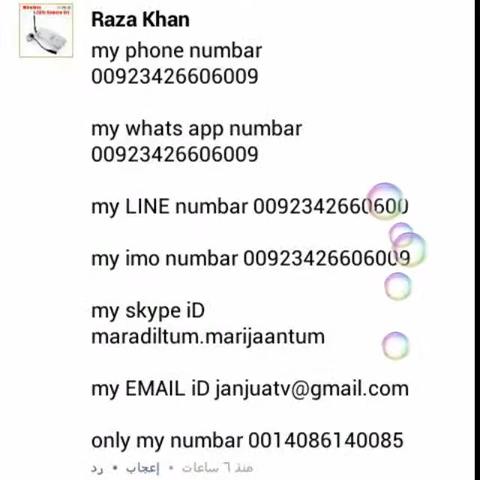 Raza Khan
my phone numbar
00923426606009
my whats app numbar
00923426606009
my LINE numbar 0092342660600
my imo numbar 00923426606009
my skype iD
maradiltum.marijaantum
my EMAIL iD janjuatv@gmail.com
only my numbar 0014086140085
منذ ٦ ساعات • إعجاب • رد